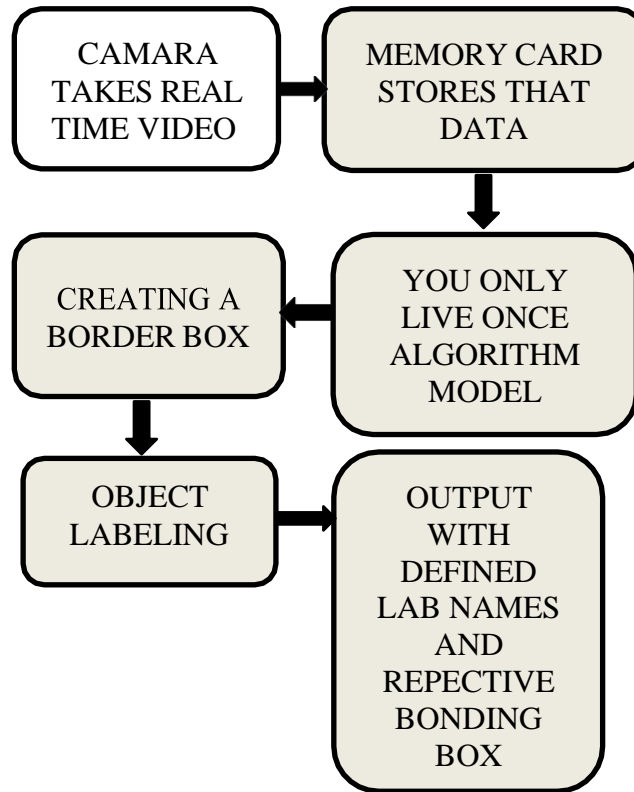 CAMARA
TAKES REAL
TIME VIDEO
MEMORY CARD
STORES THAT
DATA
YOU ONLY
LIVE ONCE
ALGORITHM
MODEL
CREATING A
BORDER BOX
OBJECT
LABELING
OUTPUT
WITH
DEFINED
LAB NAMES
AND
REPECTIVE
BONDING
BOX